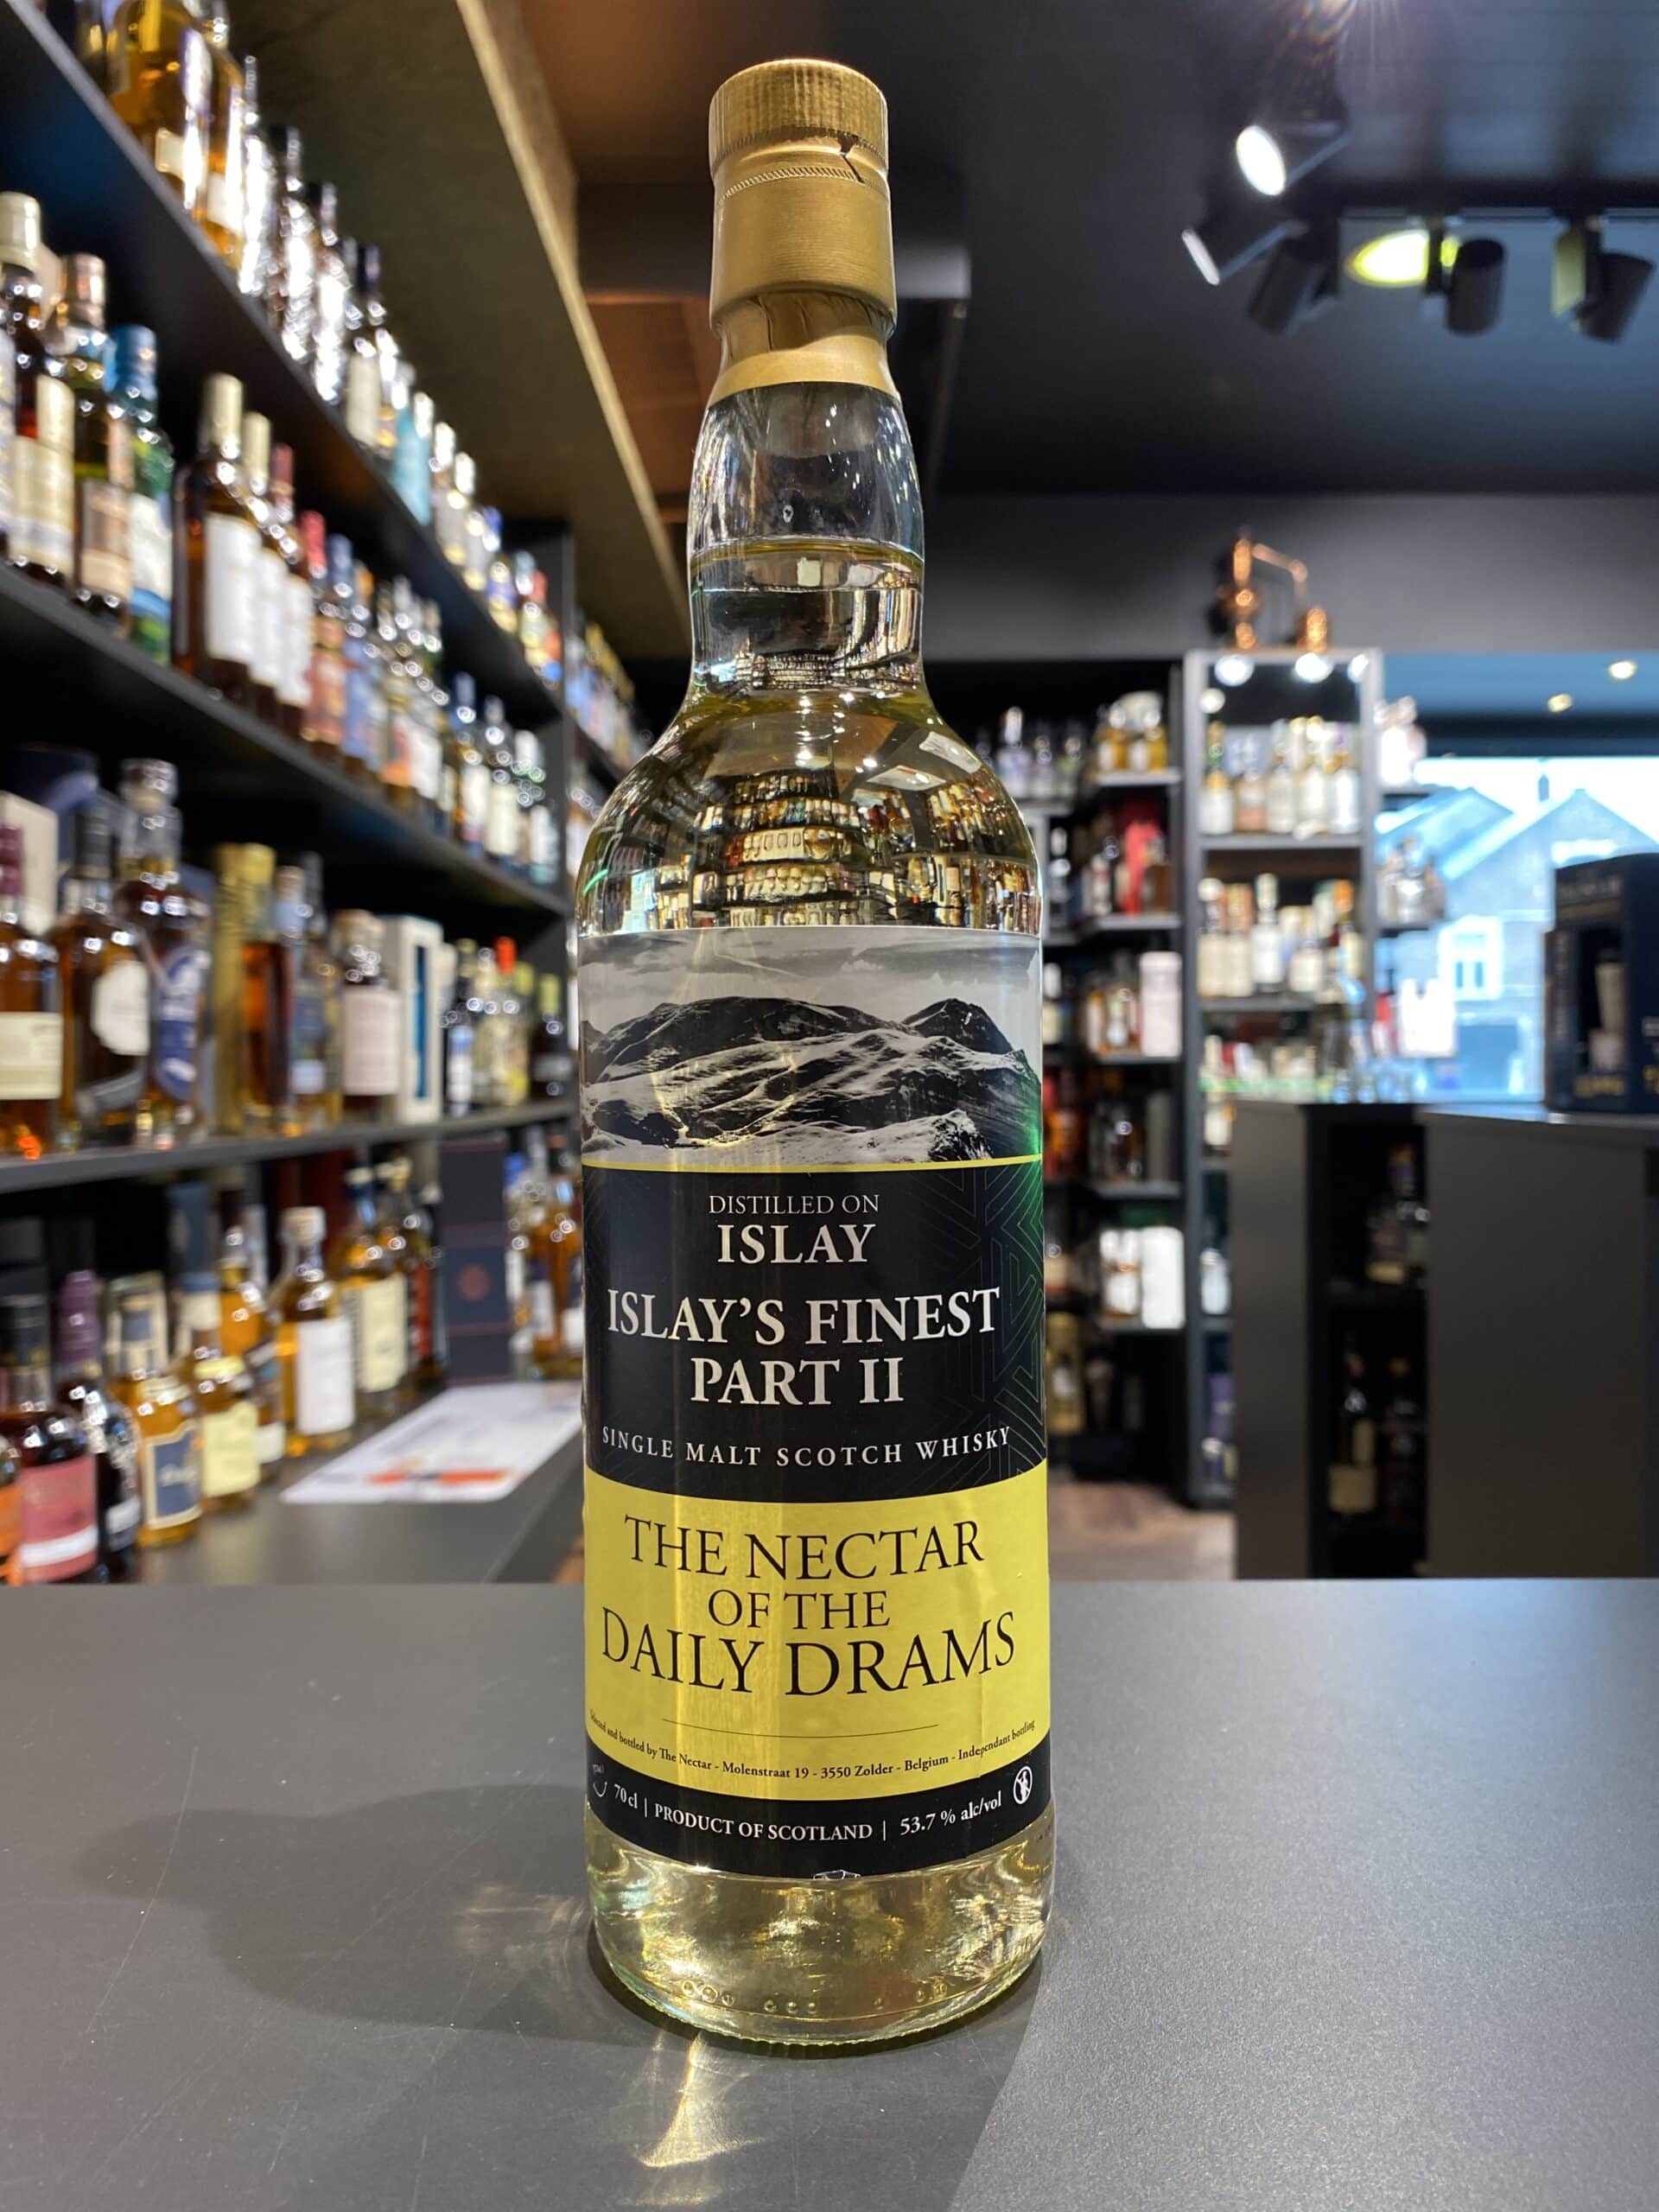 DISTILLED ON
ISLAY
ISLAY'S FINEST
PART II
SINGLE MALT SCOTCH WHISKY
THE NECTAR
OF THE
DAILY DRAMS
Selected and bottled by The Nectar - Molenstraat 19 - 3550 Zolder - Belgium - Independant bottling
70cl | PRODUCT OF SCOTLAND | 53.7 % alc/vol